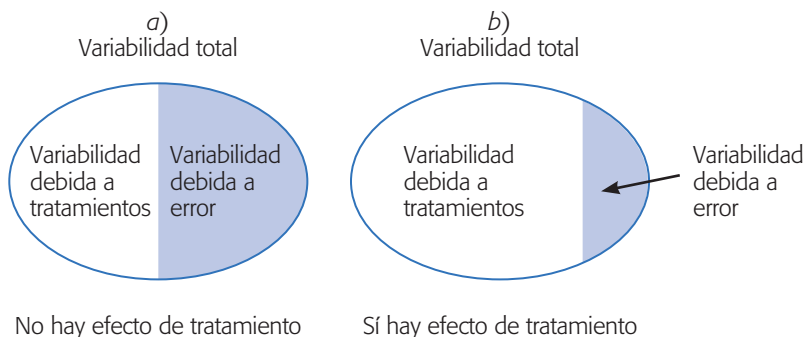 a)
Variabilidad total
Variabilidad
debida a
tratamientos
Variabilidad
debida a
error
No hay efecto de tratamiento
b)
Variabilidad total
Variabilidad
debida a
tratamientos
Variabilidad
debida a
error
Sí hay efecto de tratamiento